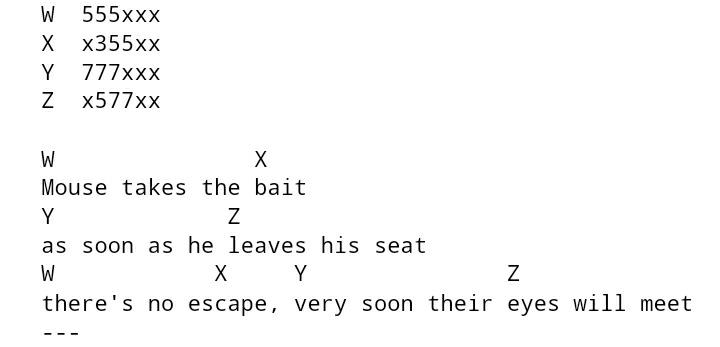 W  555xxx
X  x355xx
Y  777xxx
Z  x577xx

W               X
Mouse takes the bait
Y             Z
as soon as he leaves his seat
W            X     Y               Z
there's no escape, very soon their eyes will meet
---